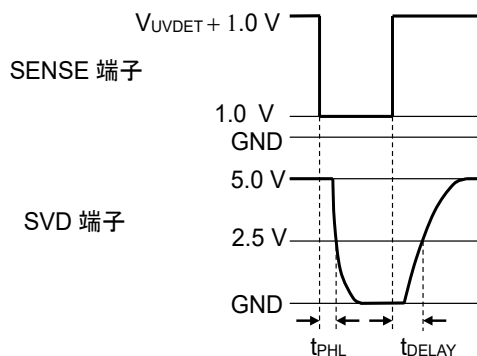 VUVDET + 1.0 V
SENSE 端子
1.0 V
GND
5.0 V
SVD 端子
2.5 V
GND
tPHL
tDELAY